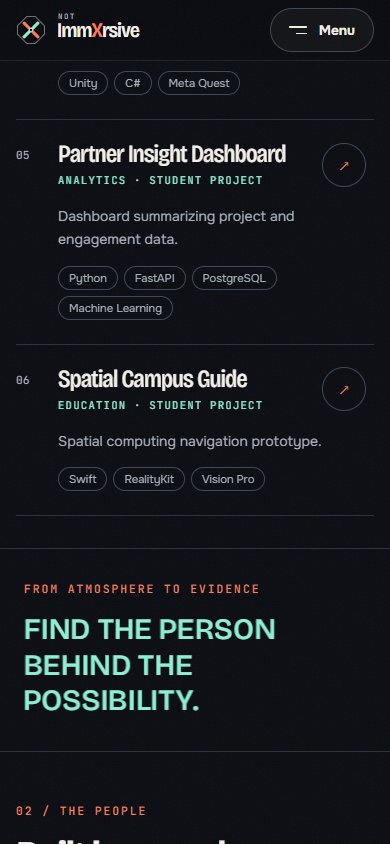 NOT
ImmXrsive
Menu
Unity
C#
Meta Quest
05
Partner Insight Dashboard
ANALYTICS · STUDENT PROJECT
↗
Dashboard summarizing project and
engagement data.
Python
FastAPI
PostgreSQL
Machine Learning
06
Spatial Campus Guide
EDUCATION · STUDENT PROJECT
↗
Spatial computing navigation prototype.
Swift
RealityKit
Vision Pro
FROM ATMOSPHERE TO EVIDENCE
FIND THE PERSON
BEHIND THE
POSSIBILITY.
02 / THE PEOPLE